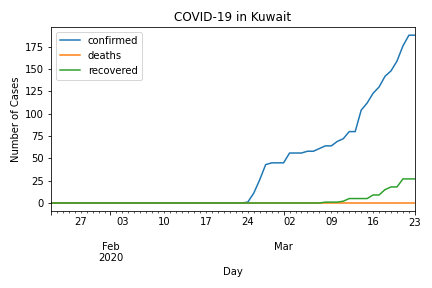 COVID-19 in Kuwait
confirmed
deaths
recovered
Number of Cases
175
150
125
100
75
50
25
0
27 03 10 17 24 02 09 16 23
Feb Mar
2020
Day